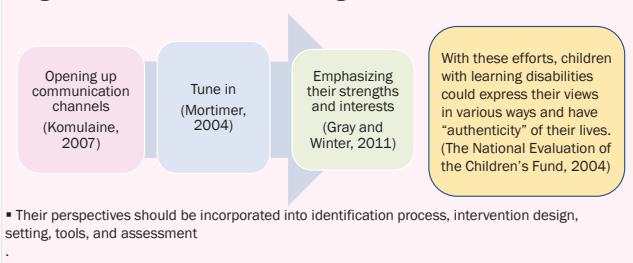 Opening up
communication
channels
(Komulaine,
2007)
Tune in
(Mortimer,
2004)
Emphasizing
their strengths
and interests
(Gray and
Winter, 2011)
With these efforts, children
with learning disabilities
could express their views
in various ways and have
“authenticity” of their lives.
(The National Evaluation of
the Children’s Fund, 2004)
▪ Their perspectives should be incorporated into identification process, intervention design,
setting, tools, and assessment
.